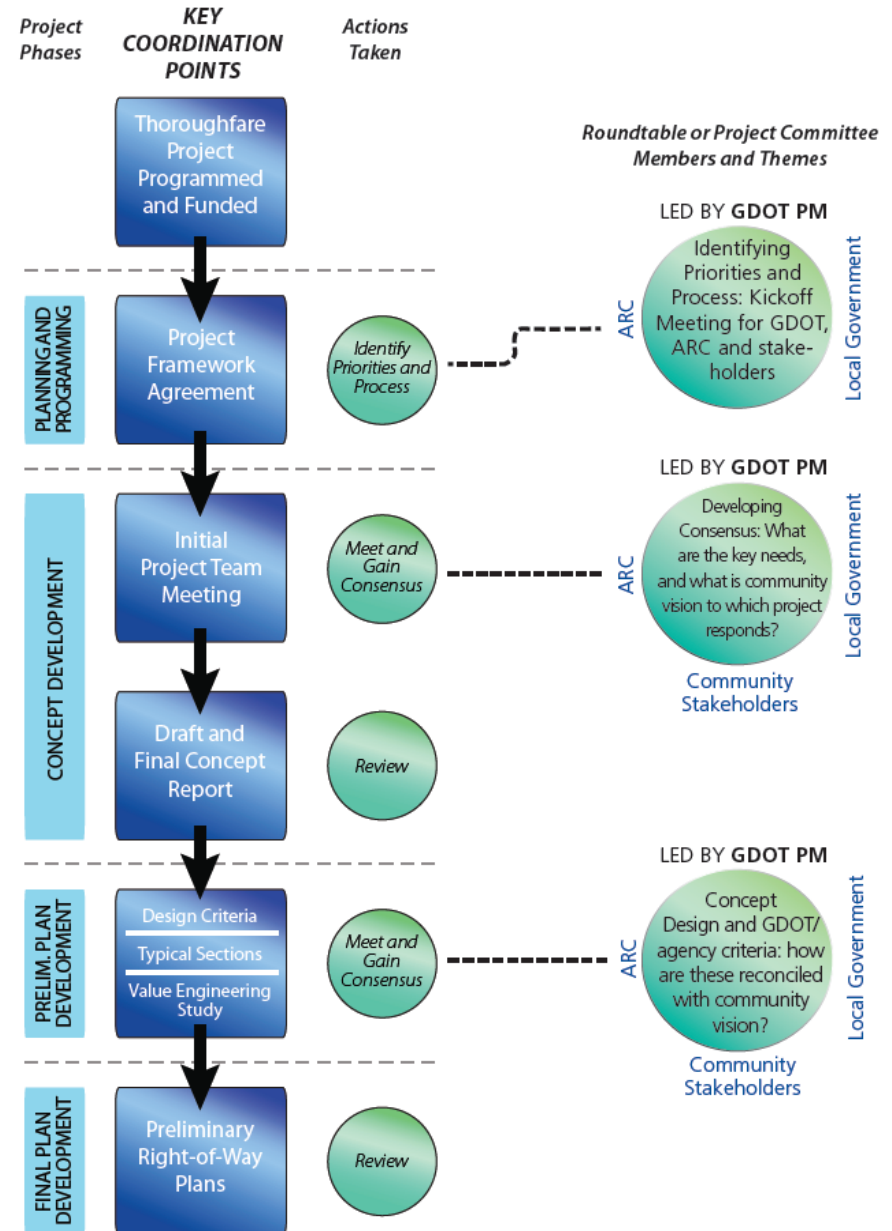 Project
Phases
KEY
COORDINATION
POINTS
Actions
Taken
Thoroughfare
Project
Programmed
and Funded
Roundtable or Project Committee
Members and Themes
PLANNING AND
PROGRAMMING
Project
Framework
Agreement
Identify
Priorities and
Process
LED BY GDOT PM
ARC
Identifying
Priorities and
Process: Kickoff
Meeting for GDOT,
ARC and stake-
holders
Local Government
CONCEPT DEVELOPMENT
Initial
Project Team
Meeting
Meet and
Gain
Consensus
LED BY GDOT PM
ARC
Developing
Consensus: What
are the key needs,
and what is community
vision to which project
responds?
Local Government
Community
Stakeholders
Draft and
Final Concept
Report
Review
PRELIM. PLAN
DEVELOPMENT
Design Criteria
Typical Sections
Value Engineering
Study
Meet and
Gain
Consensus
LED BY GDOT PM
ARC
Concept
Design and GDOT/
agency criteria: how
are these reconciled
with community
vision?
Local Government
Community
Stakeholders
FINAL PLAN
DEVELOPMENT
Preliminary
Right-of-Way
Plans
Review